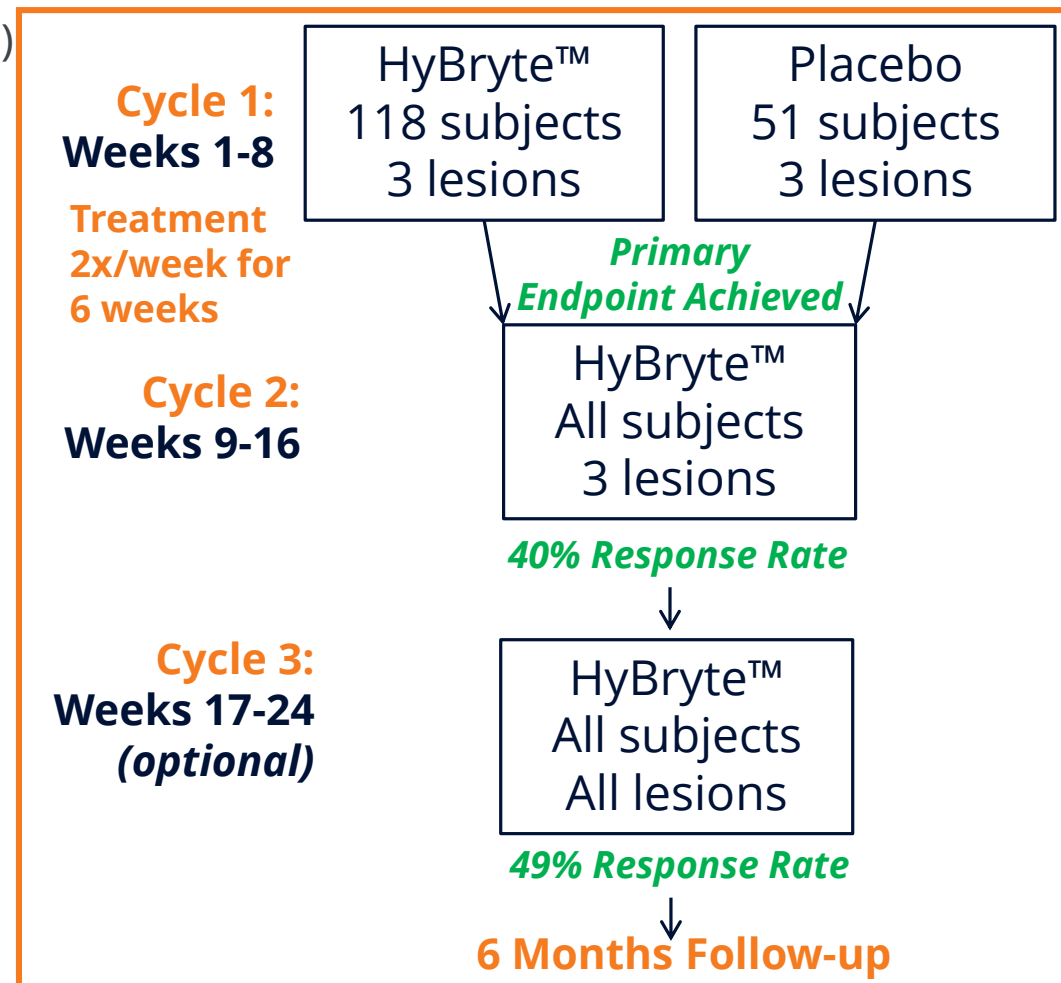 )
HyBryte™
118 subjects
3 lesions
Placebo
51 subjects
3 lesions
Cycle 1:
Weeks 1-8
Treatment
2x/week for
6 weeks
Primary
Endpoint Achieved
HyBryte™
All subjects
3 lesions
Cycle 2:
Weeks 9-16
40% Response Rate
Cycle 3:
Weeks 17-24
(optional)
HyBryte™
All subjects
All lesions
49% Response Rate
6 Months Follow-up